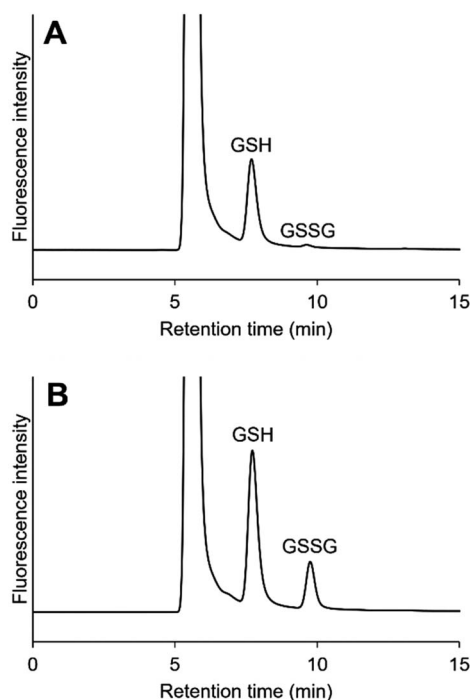 A
Fluorescence intensity
GSH
GSSG
0 5 10 15
Retention time (min)
B
Fluorescence intensity
GSH
GSSG
0 5 10 15
Retention time (min)